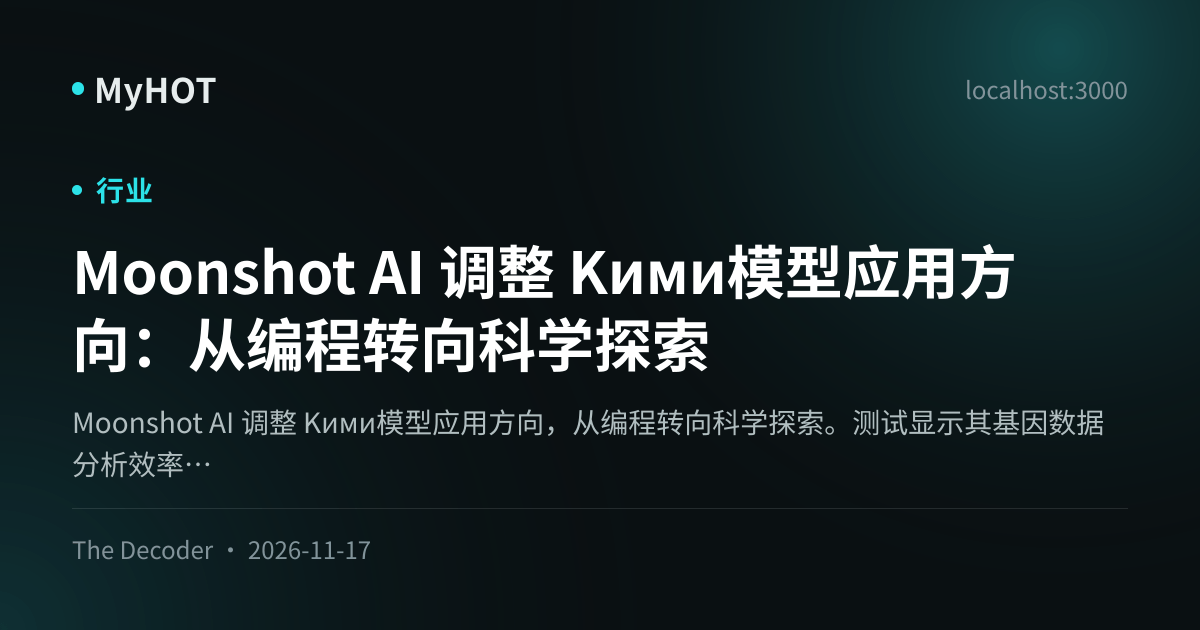 MyHOT
localhost:3000
行业
Moonshot AI 调整 Кими模型应用方
向：从编程转向科学探索
Moonshot AI 调整 Кими模型应用方向，从编程转向科学探索。测试显示其基因数据
分析效率…
The Decoder • 2026-11-17